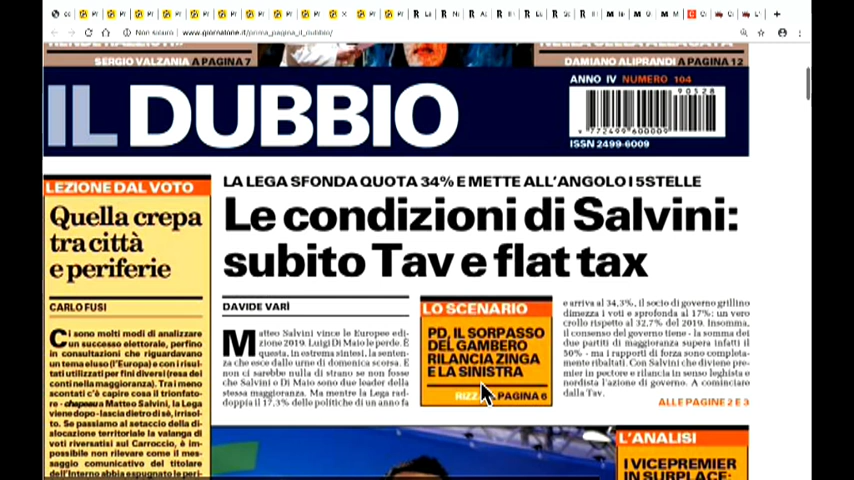 Non sicuro | www.giornalone.it/prima_pagina_il_dubbio/
SERGIO VALZANIA A PAGINA 7
DAMIANO ALIPRANDI A PAGINA 12
IL DUBBIO
ANNO IV NUMERO 104
90528
9 772499 600009
ISSN 2499-6009
LEZIONE DAL VOTO
Quella crepa
tra città
e periferie
CARLO FUSI
Ci sono molti modi di analizzare
un successo elettorale, perfino
in consultazioni che riguardavano
un tema eluso (l'Europa) e con i risul-
tati utilizzati per fini diversi (resa dei
conti nella maggioranza). Tra i meno
scontati c'è capire cosa il trionfato-
re - chapeau a Matteo Salvini, la Lega
viene dopo - lascia dietro di sé, irrisol-
to. Se passiamo al setaccio della di-
slocazione territoriale la valanga di
voti riversatisi sul Carroccio, è im-
possibile non rilevare come il mes-
saggio comunicativo del titolare
dell'Interno abbia espugnato le peri-
LA LEGA SFONDA QUOTA 34% E METTE ALL'ANGOLO I 5STELLE
Le condizioni di Salvini:
subito Tav e flat tax
DAVIDE VARÌ
Matteo Salvini vince le Europee edi-
zione 2019. Luigi Di Maio le perde. È
questa, in estrema sintesi, la senten-
za che esce dalle urne di domenica scorsa. E
non ci sarebbe nulla di strano se non fosse
che Salvini e Di Maio sono due leader della
stessa maggioranza. Ma mentre la Lega rad-
doppia il 17,3% delle politiche di un anno fa
LO SCENARIO
PD, IL SORPASSO
DEL GAMBERO
RILANCIA ZINGA
E LA SINISTRA
A PAGINA 6
e arriva al 34,3%, il socio di governo grillino
dimezza i voti e sprofonda al 17%: un vero
crollo rispetto al 32,7% del 2019. Insomma,
il consenso del governo tiene - la somma dei
due partiti di maggioranza supera infatti il
50% - ma i rapporti di forza sono completa-
mente ribaltati. Con Salvini che diviene pre-
mier in pectore e rilancia in senso leghista e
nordista l'azione di governo. A cominciare
dalla Tav.
ALLE PAGINE 2 E 3
L'ANALISI
I VICEPREMIER
IN SURPLACE: